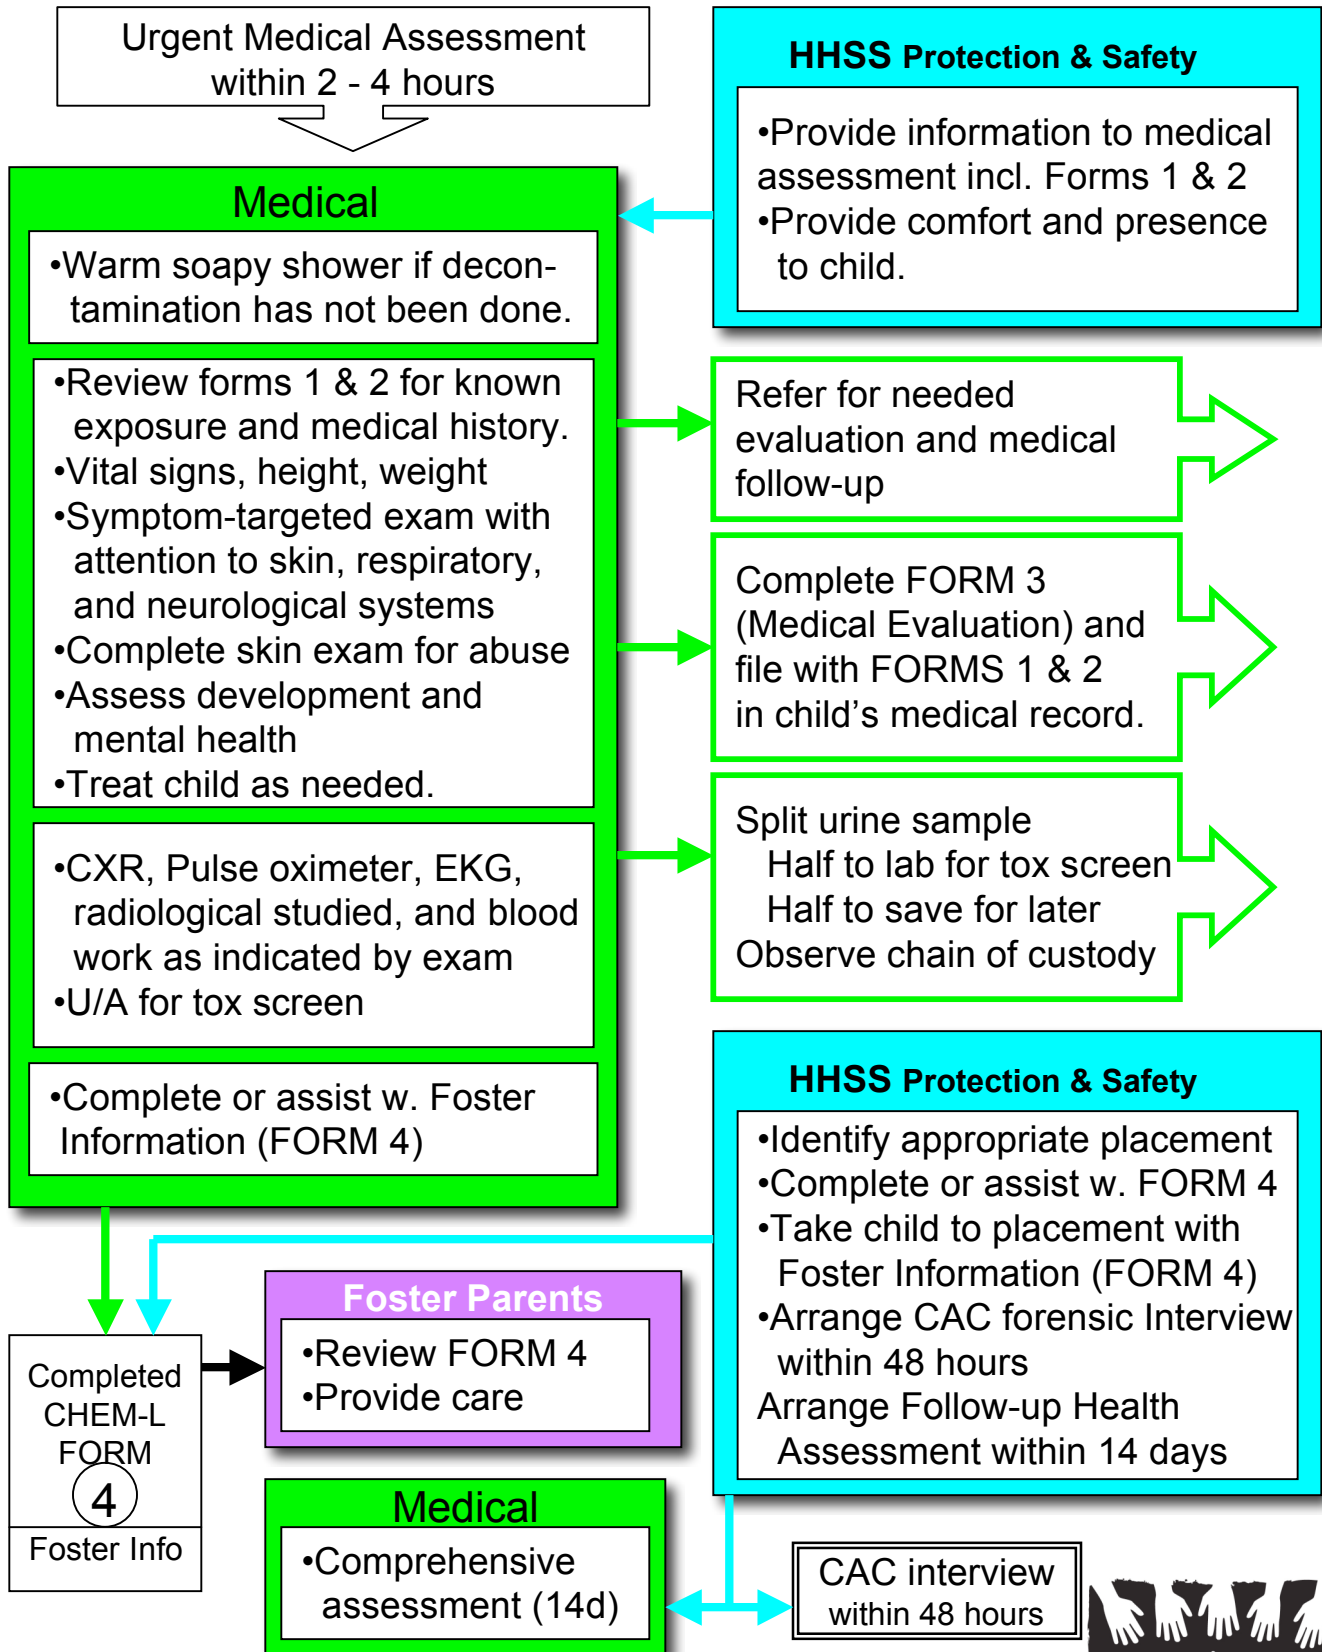 Urgent Medical Assessment
within 2 - 4 hours
HHSS Protection & Safety
•Provide information to medical
assessment incl. Forms 1 & 2
•Provide comfort and presence
to child.
Medical
•Warm soapy shower if decon-
tamination has not been done.
•Review forms 1 & 2 for known
exposure and medical history.
•Vital signs, height, weight
•Symptom-targeted exam with
attention to skin, respiratory,
and neurological systems
•Complete skin exam for abuse
•Assess development and
mental health
•Treat child as needed.
•CXR, Pulse oximeter, EKG,
radiological studied, and blood
work as indicated by exam
•U/A for tox screen
•Complete or assist w. Foster
Information (FORM 4)
Refer for needed
evaluation and medical
follow-up
Complete FORM 3
(Medical Evaluation) and
file with FORMS 1 & 2
in child’s medical record.
Split urine sample
Half to lab for tox screen
Half to save for later
Observe chain of custody
HHSS Protection & Safety
•Identify appropriate placement
•Complete or assist w. FORM 4
•Take child to placement with
Foster Information (FORM 4)
•Arrange CAC forensic Interview
within 48 hours
Arrange Follow-up Health
Assessment within 14 days
Completed
CHEM-L
FORM
4
Foster Info
Foster Parents
•Review FORM 4
•Provide care
Medical
•Comprehensive
assessment (14d)
CAC interview
within 48 hours